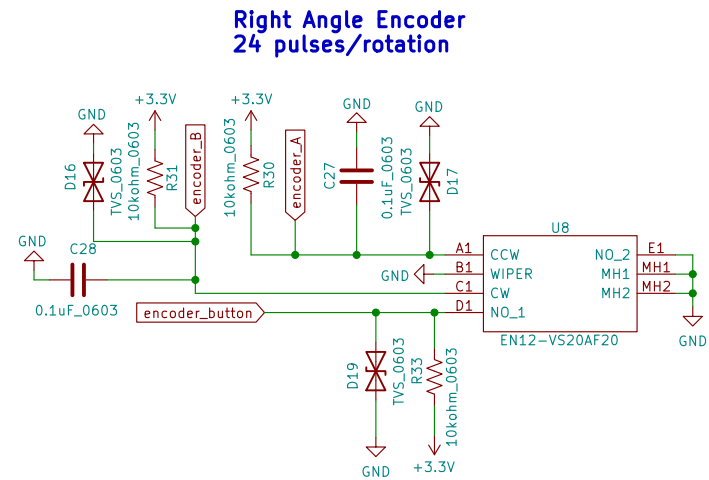 Right Angle Encoder
24 pulses/rotation
+3.3V
+3.3V
GND
GND
GND
D16
TVS_0603
10kohm_0603
R31
encoder_B
10kohm_0603
R30
encoder_A
C27
0.1uF_0603
TVS_0603
D17
GND
C28
0.1uF_0603
U8
A1
CCW
NO_2
E1
GND
B1
WIPER
MH1
MH1
C1
CW
MH2
MH2
D1
NO_1
EN12-VS20AF20
GND
encoder_button
D19
TVS_0603
R33
10kohm_0603
GND
+3.3V